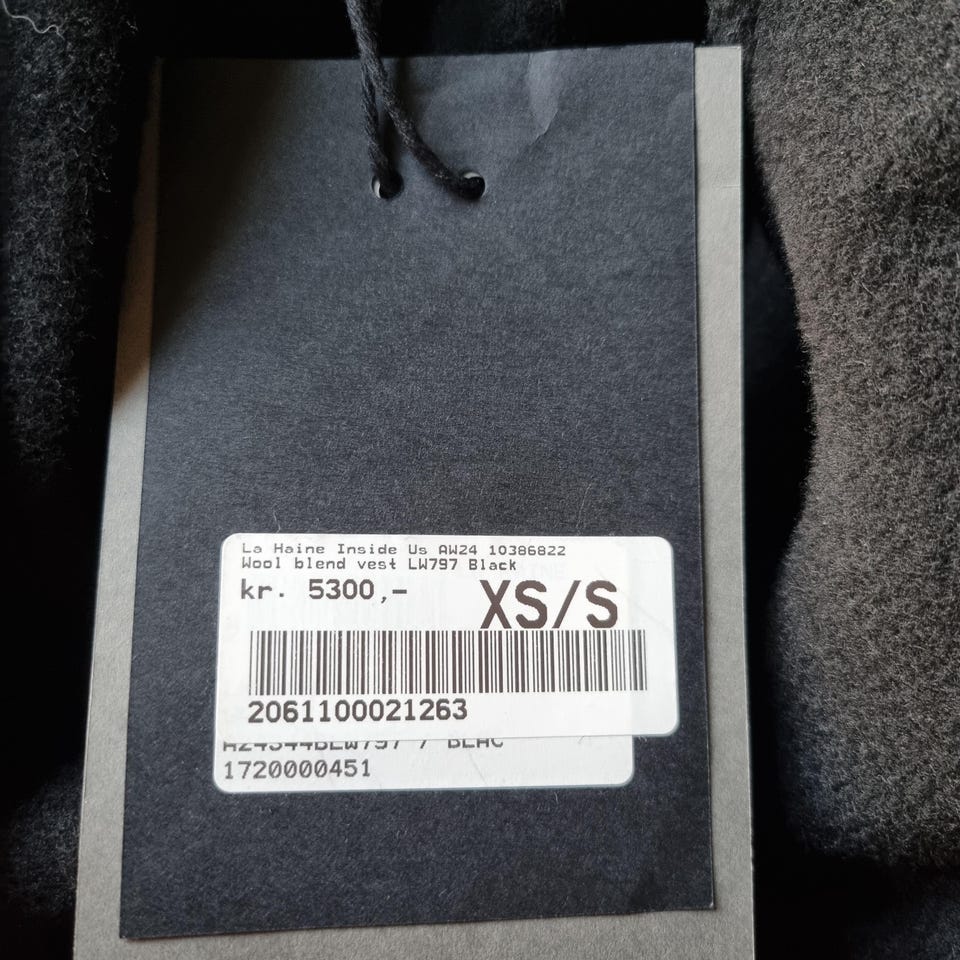 La Haine Inside Us AW24 10386822
Wool blend vest LW797 Black
kr. 5300,-
XS/S
2061100021263
1720000451